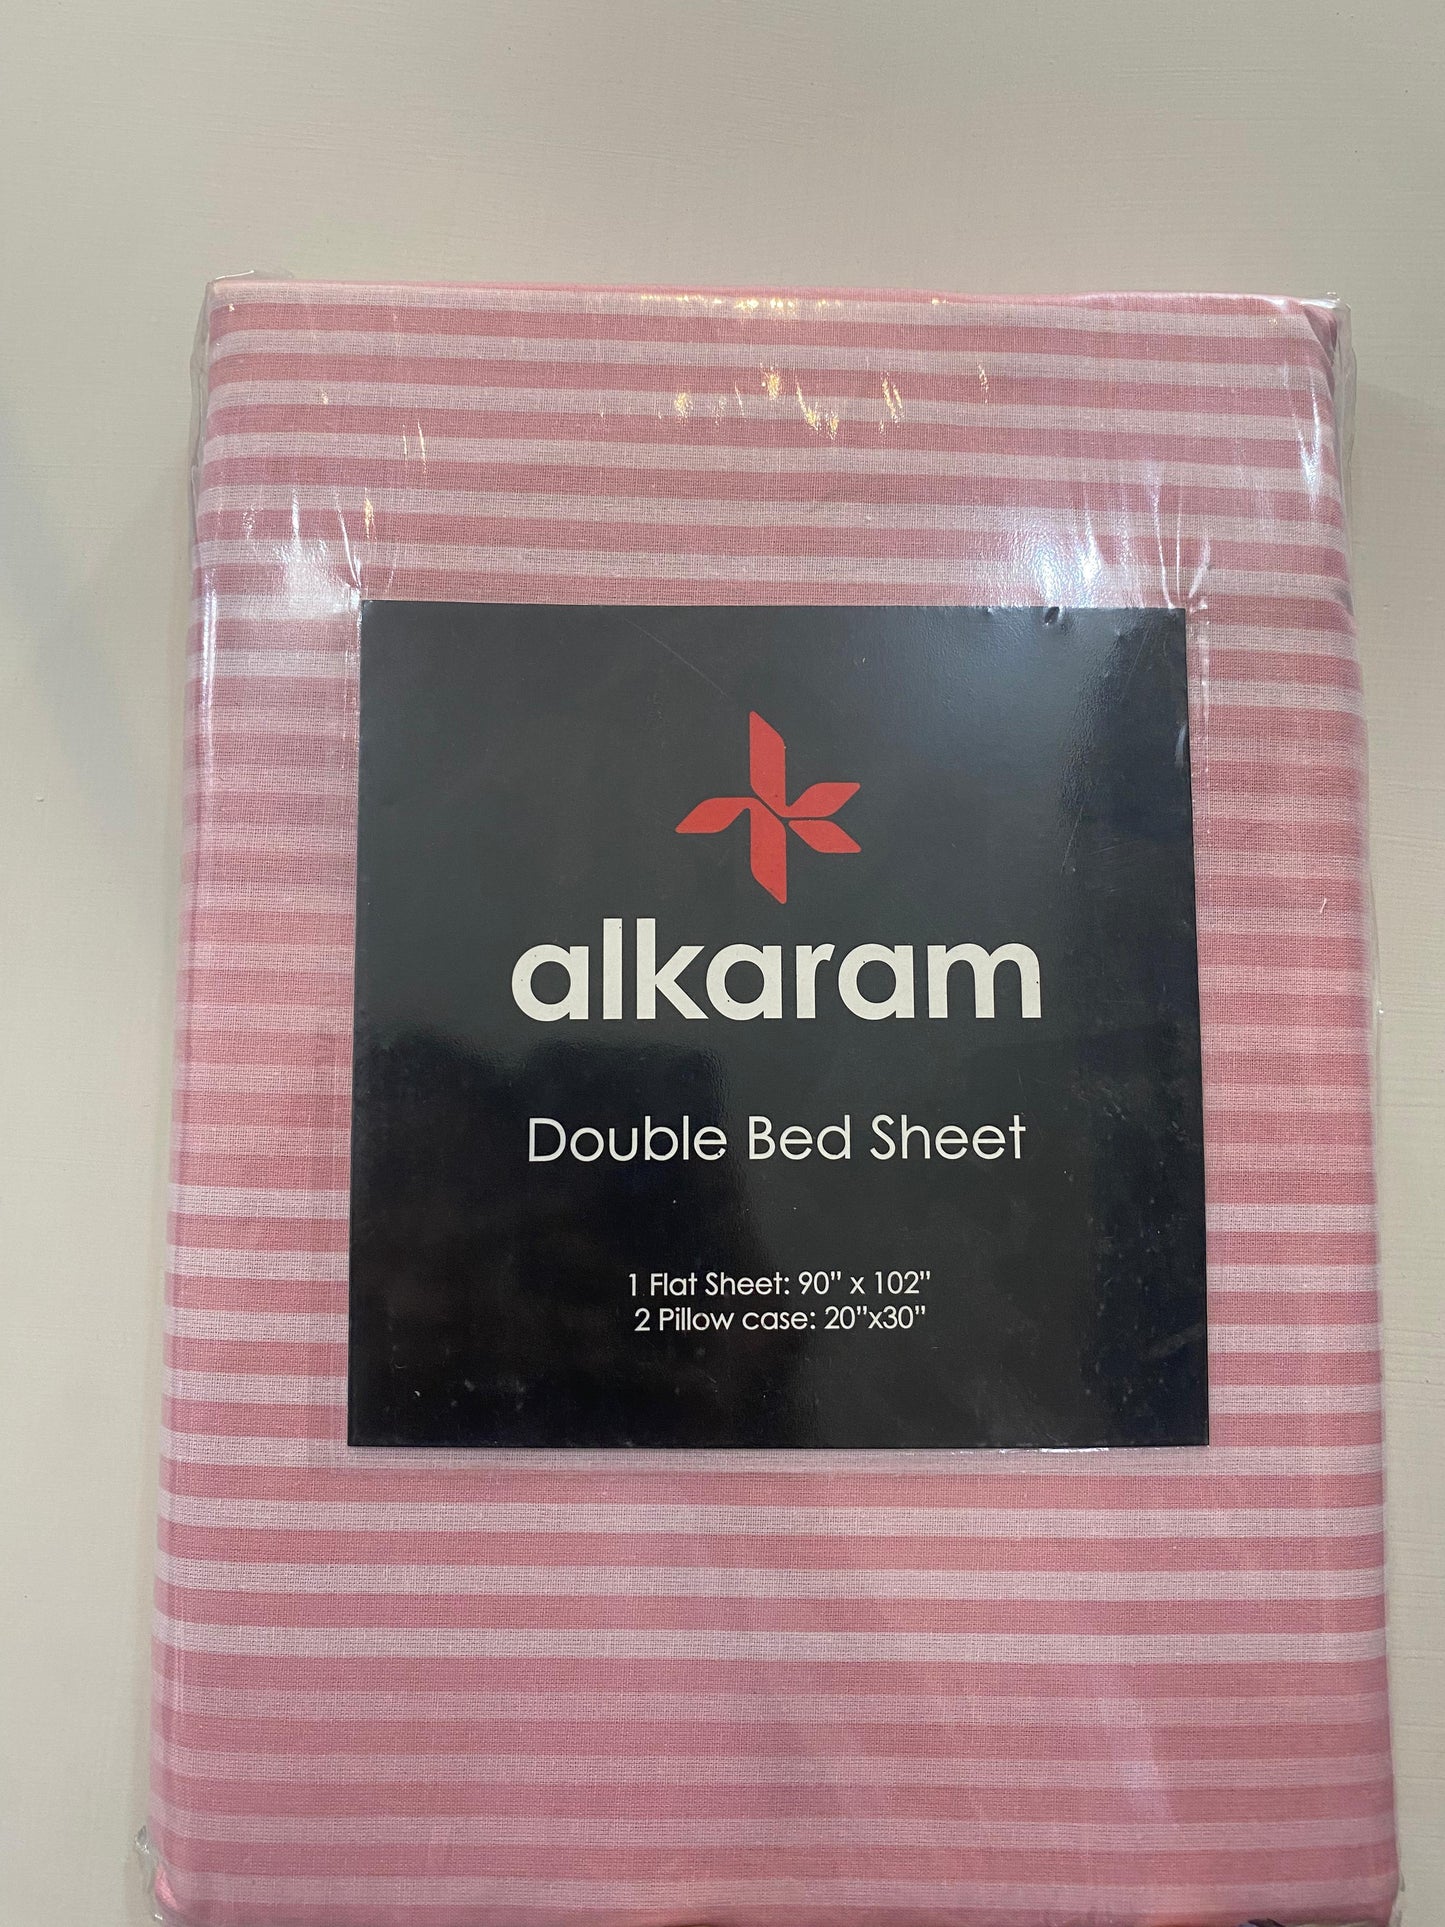 alkaram
Double Bed Sheet
1 Flat Sheet: 90" x 102"
2 Pillow case: 20"x30"